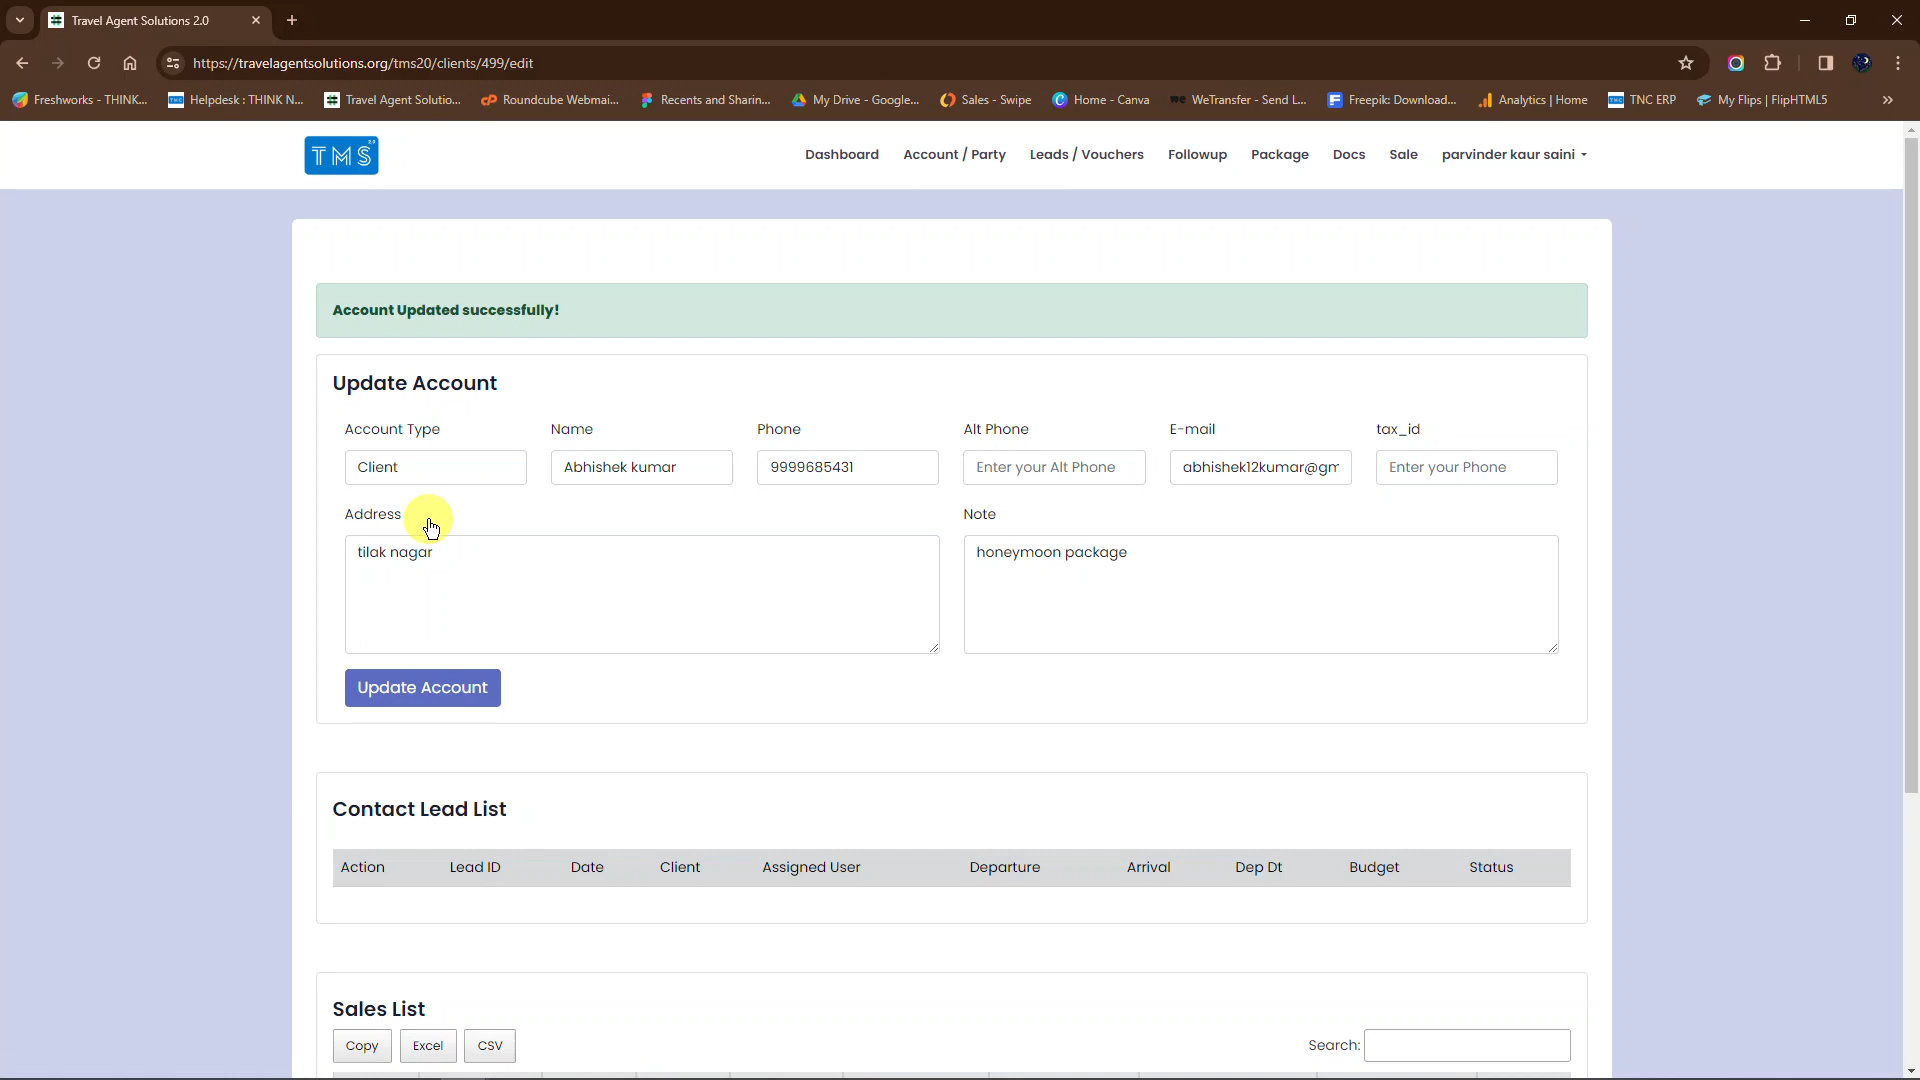 Travel Agent Solutions 2.0
https://travelagentsolutions.org/tms20/clients/499/edit
Freshworks - THINK...
Helpdesk : THINK N...
Travel Agent Solutio...
Roundcube Webmai...
Recents and Sharin...
My Drive - Google...
Sales - Swipe
Home - Canva
WeTransfer - Send L...
Freepik: Download...
Analytics | Home
TNC ERP
My Flips | FlipHTML5
TMS 2.0
Dashboard
Account / Party
Leads / Vouchers
Followup
Package
Docs
Sale
parvinder kaur saini
Account Updated successfully!
Update Account
Account Type
Name
Phone
Alt Phone
E-mail
tax_id
Client
Abhishek kumar
9999685431
Enter your Alt Phone
abhishek12kumar@gm
Enter your Phone
Address
Note
tilak nagar
honeymoon package
Update Account
Contact Lead List
Action
Lead ID
Date
Client
Assigned User
Departure
Arrival
Dep Dt
Budget
Status
Sales List
Copy
Excel
CSV
Search: